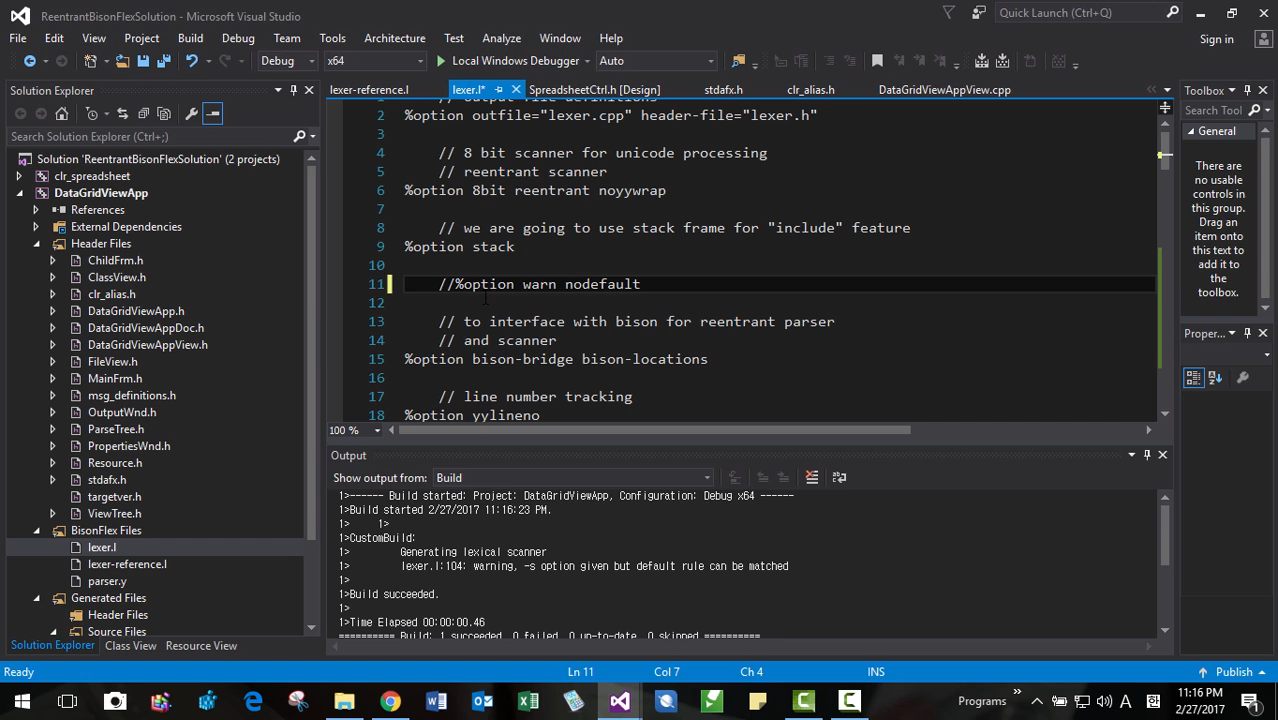 ReentrantBisonFlexSolution - Microsoft Visual Studio
Quick Launch (Ctrl+Q)
File Edit View Project Build Debug Team Tools Architecture Test Analyze Window Help
Sign in
Debug x64 Local Windows Debugger Auto
Solution Explorer
Search Solution Explorer (Ctrl+;)
Solution 'ReentrantBisonFlexSolution' (2 projects)
clr_spreadsheet
DataGridViewApp
References
External Dependencies
Header Files
ChildFrm.h
ClassView.h
clr_alias.h
DataGridViewApp.h
DataGridViewAppDoc.h
DataGridViewAppView.h
FileView.h
MainFrm.h
msg_definitions.h
OutputWnd.h
ParseTree.h
PropertiesWnd.h
Resource.h
stdafx.h
targetver.h
ViewTree.h
BisonFlex Files
lexer.l
lexer-reference.l
parser.y
Generated Files
Header Files
Source Files
Solution Explorer Class View Resource View
lexer-reference.l lexer.l* SpreadsheetCtrl.h [Design] stdafx.h clr_alias.h DataGridViewAppView.cpp
1 // output file definitions
2 %option outfile="lexer.cpp" header-file="lexer.h"
3
4 // 8 bit scanner for unicode processing
5 // reentrant scanner
6 %option 8bit reentrant noyywrap
7
8 // we are going to use stack frame for "include" feature
9 %option stack
10
11 //%option warn nodefault
12
13 // to interface with bison for reentrant parser
14 // and scanner
15 %option bison-bridge bison-locations
16
17 // line number tracking
18 %option yylineno
100 %
Output
Show output from: Build
1>------ Build started: Project: DataGridViewApp, Configuration: Debug x64 ------
1>Build started 2/27/2017 11:16:23 PM.
1> 1>
1>CustomBuild:
1> Generating lexical scanner
1> lexer.l:104: warning, -s option given but default rule can be matched
1>
1>Build succeeded.
1>
1>Time Elapsed 00:00:00.46
========== Build: 1 succeeded, 0 failed, 0 up-to-date, 0 skipped ==========
Toolbox
Search Tool
General
There are
no usable
controls in
this group.
Drag an
item onto
this text to
add it to
the
toolbox.
Proper...
Ready Ln 11 Col 7 Ch 4 INS Publish
Programs A 11:16 PM
2/27/2017